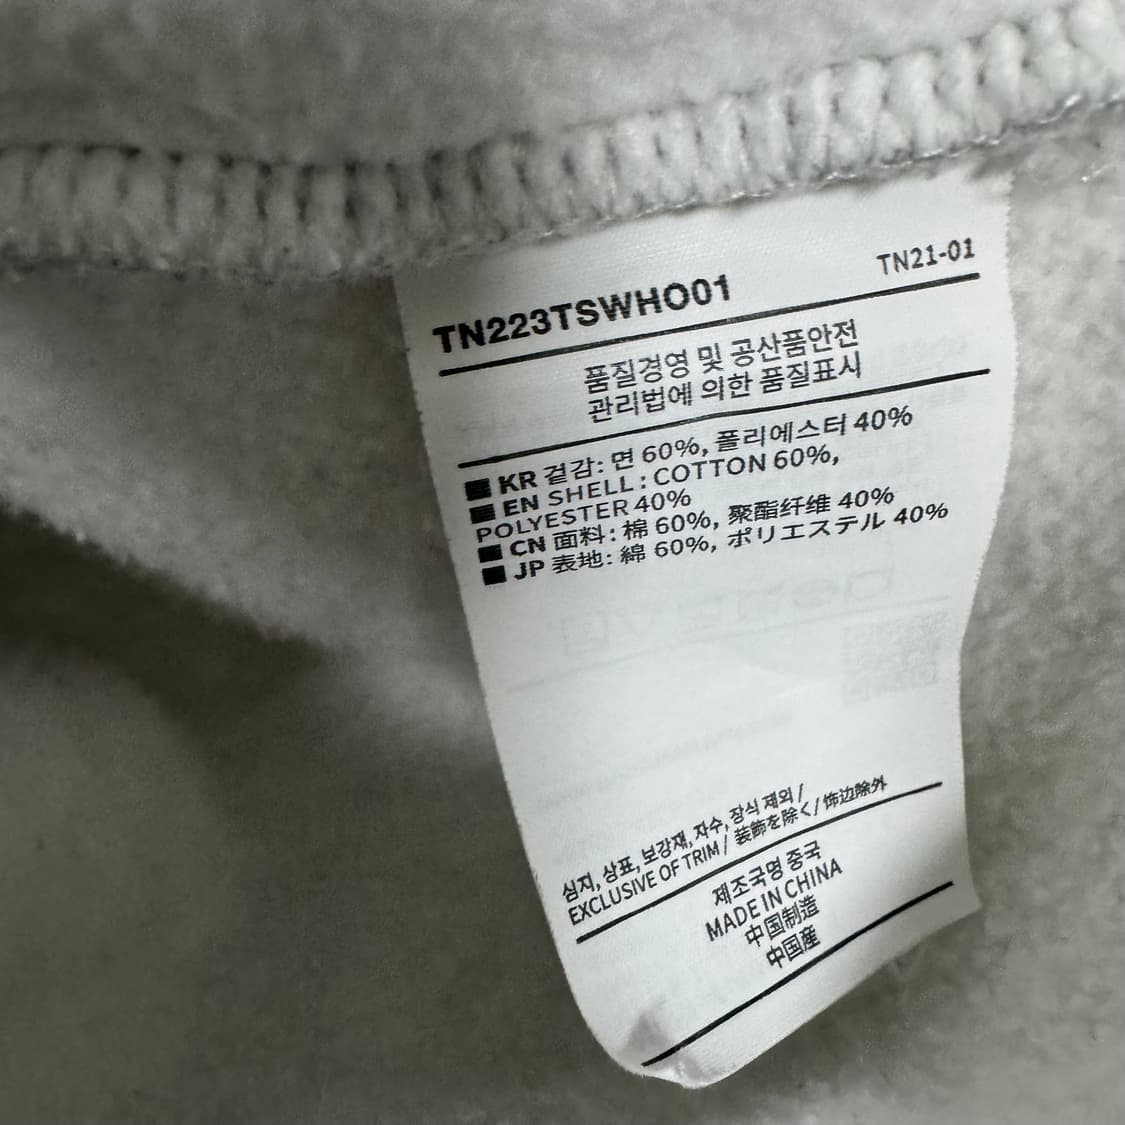 TN21-01
TN223TSWHO01
품질경영 및 공산품안전
관리법에 의한 품질표시
■ KR 겉감: 면 60%, 폴리에스터 40%
■ EN SHELL: COTTON 60%,
POLYESTER 40%
■ CN 面料: 棉 60%, 聚酯纤维 40%
■ JP 表地: 綿 60%, ポリエステル 40%
심지, 상표, 보강재, 자수, 장식 제외 /
EXCLUSIVE OF TRIM / 装飾を除く / 饰边除外
제조국명 중국
MADE IN CHINA
中国制造
中国産